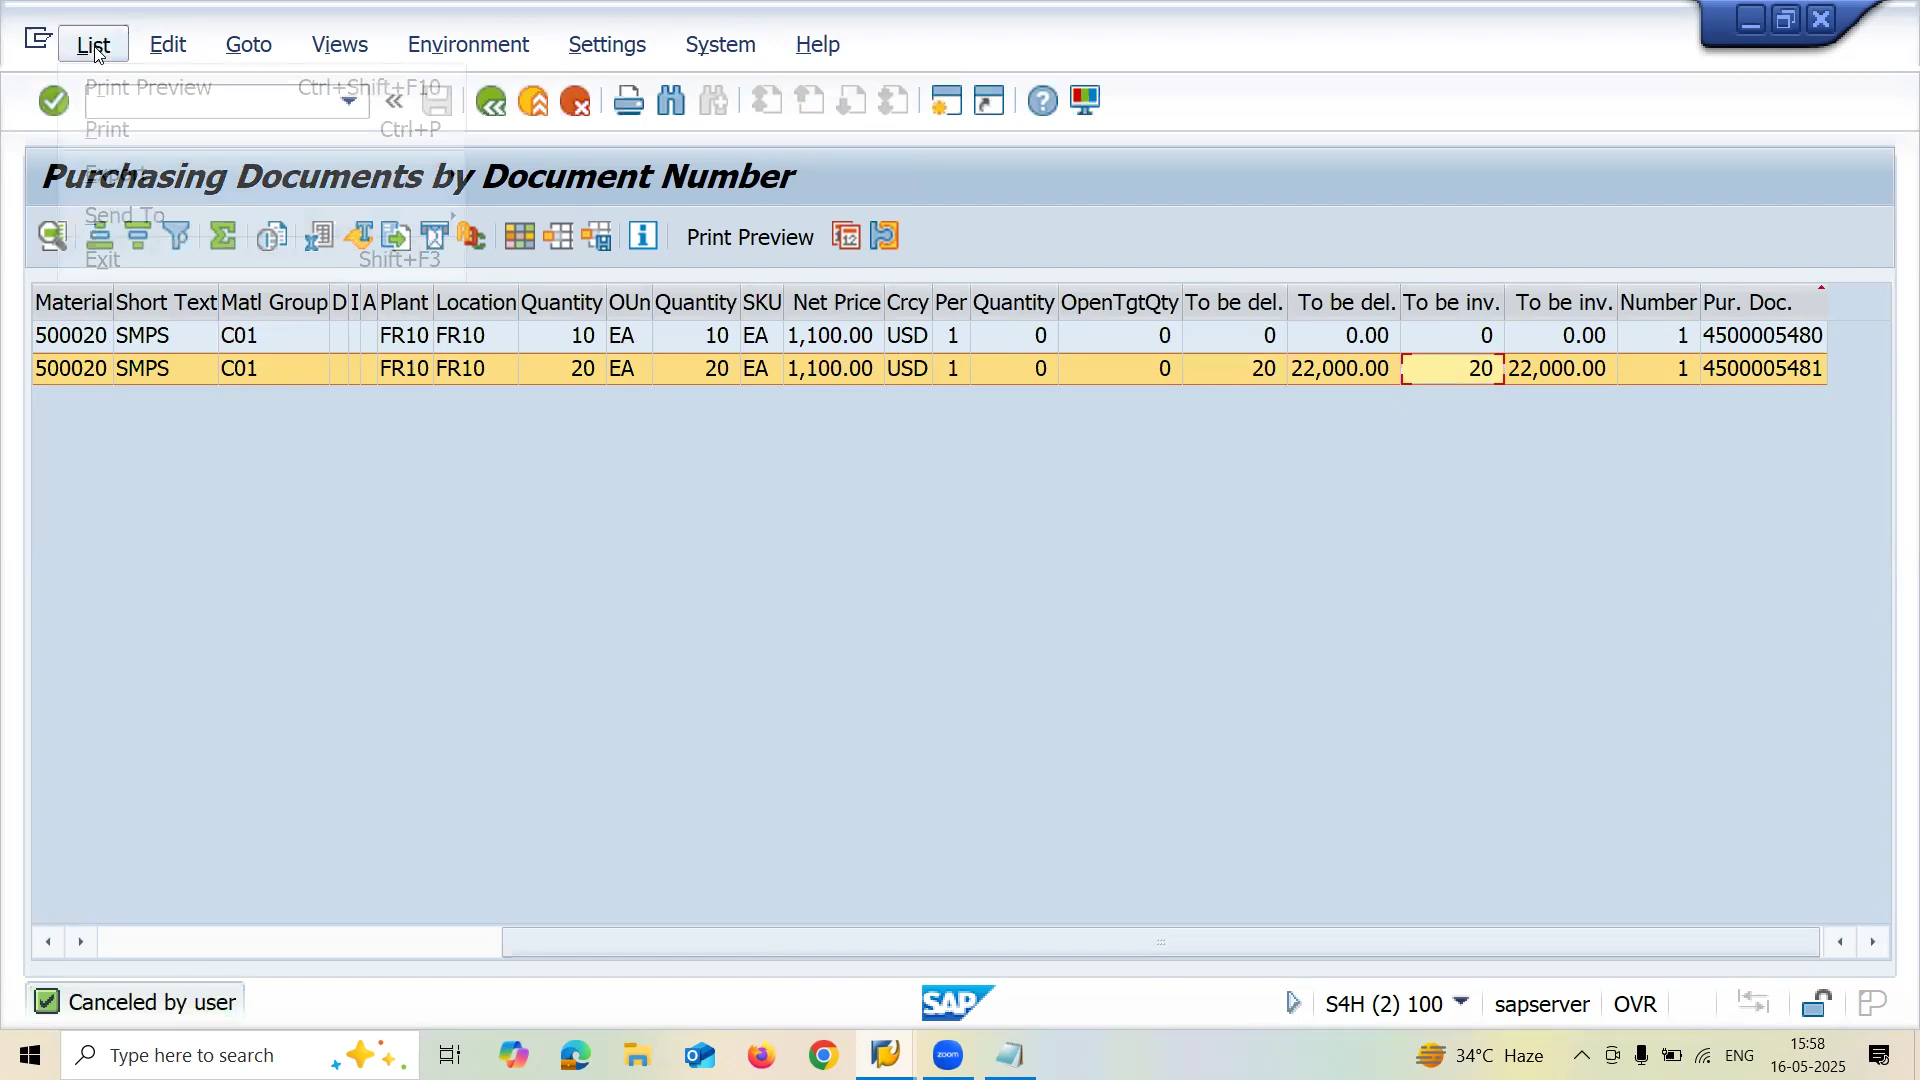 List Edit Goto Views Environment Settings System Help
Print Preview Ctrl+Shift+F10
Print Ctrl+P
Purchasing Documents by Document Number
Send To
Print Preview
Exit Shift+F3
Material Short Text Matl Group D I A Plant Location Quantity OUn Quantity SKU Net Price Crcy Per Quantity OpenTgtQty To be del. To be del. To be inv. To be inv. Number Pur. Doc.
500020 SMPS C01 FR10 FR10 10 EA 10 EA 1,100.00 USD 1 0 0 0 0.00 0 0.00 1 4500005480
500020 SMPS C01 FR10 FR10 20 EA 20 EA 1,100.00 USD 1 0 0 20 22,000.00 20 22,000.00 1 4500005481
Canceled by user SAP S4H (2) 100 sapserver OVR
Type here to search zoom 34°C Haze ENG 15:58
16-05-2025